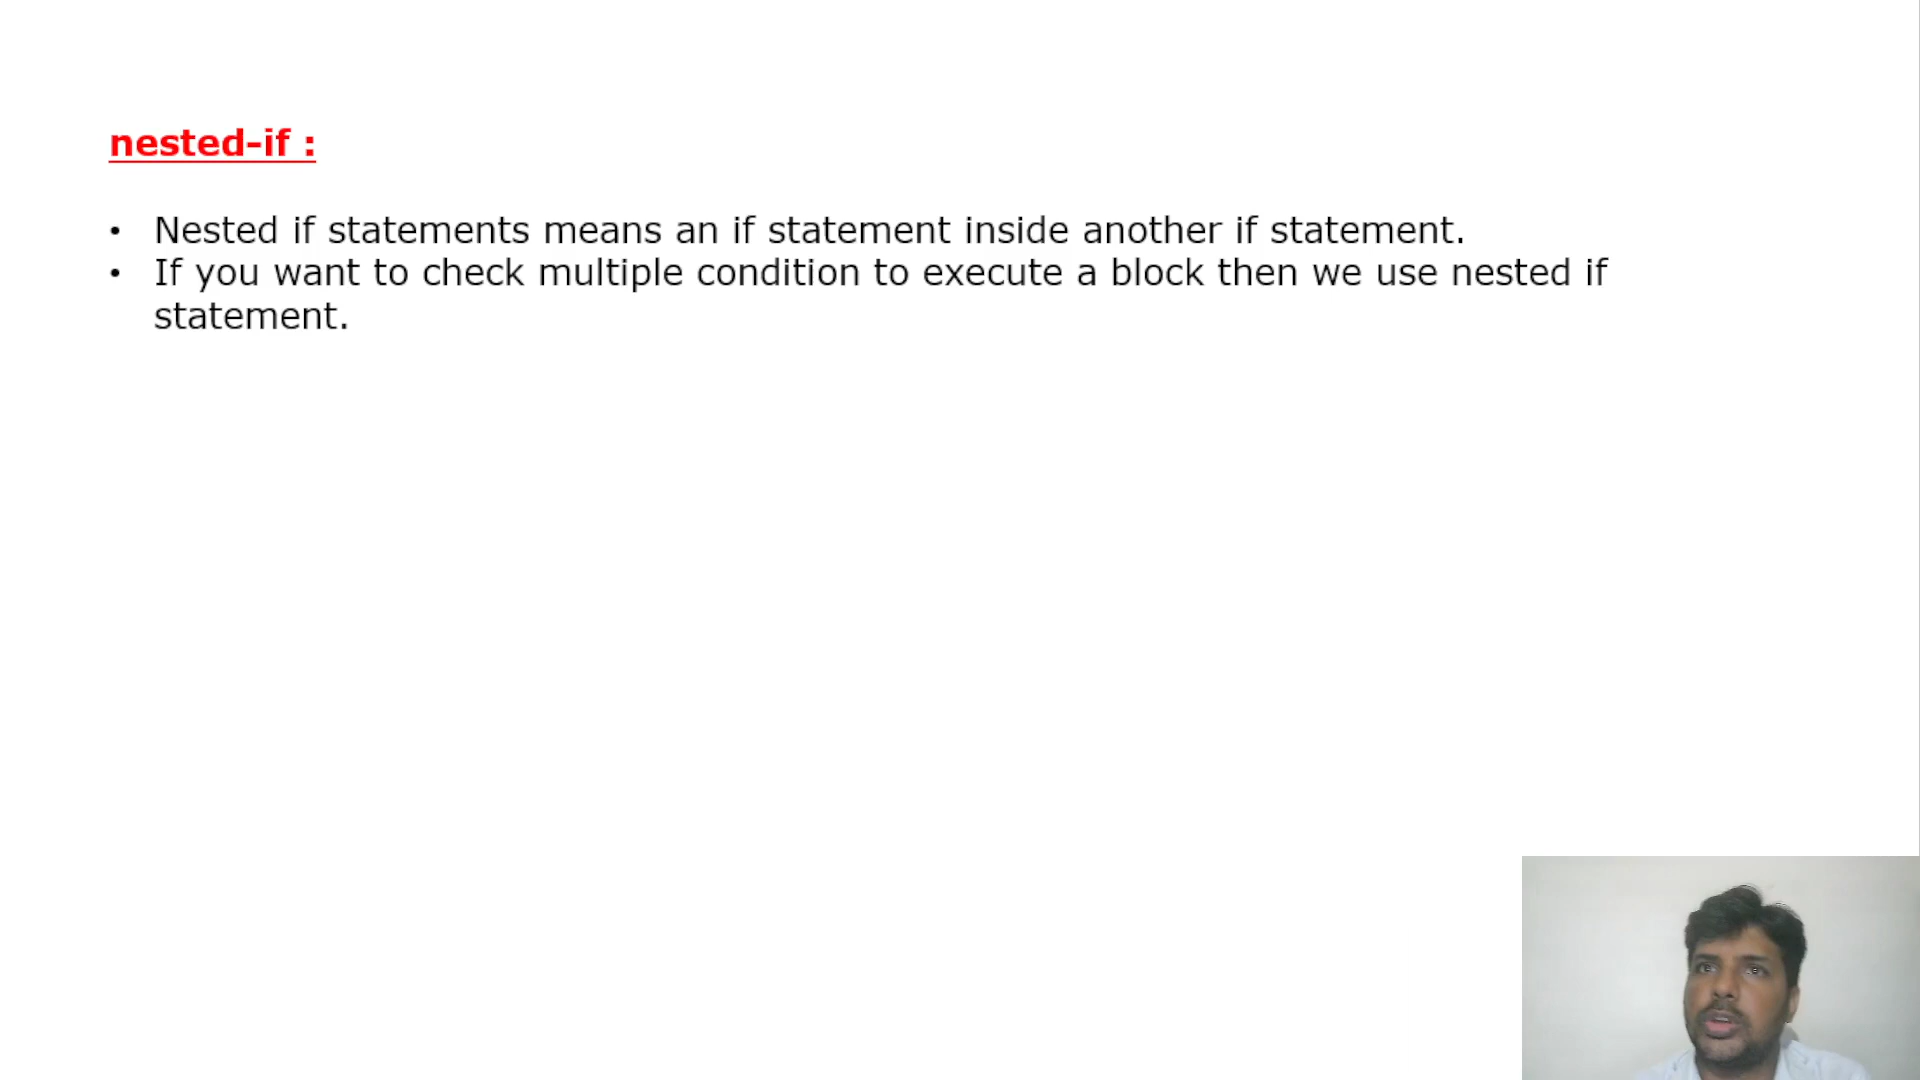 nested-if :
• Nested if statements means an if statement inside another if statement.
• If you want to check multiple condition to execute a block then we use nested if
statement.